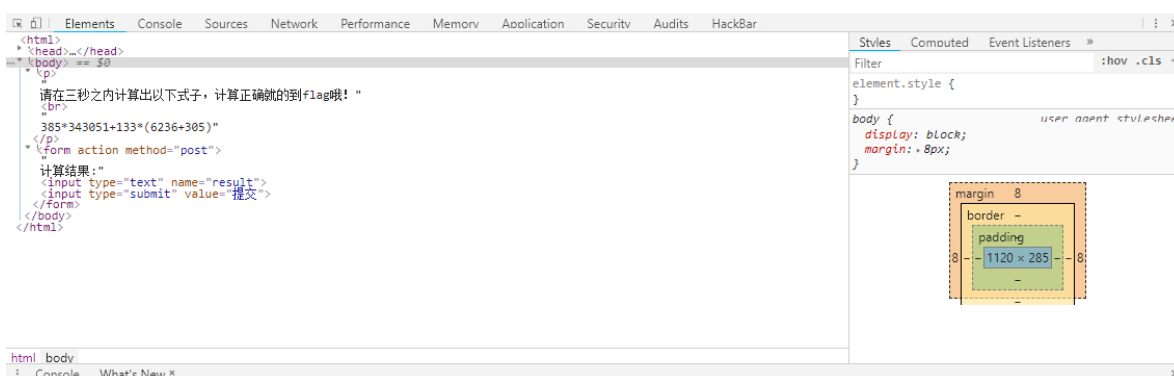 Elements Console Sources Network Performance Memory Application Security Audits HackBar
<html>
<head>…</head>
<body> == $0
<p>
"
请在三秒之内计算出以下式子，计算正确就的到flag哦！"
<br>
"
385*343051+133*(6236+305)"
</p>
<form action method="post">
"
计算结果:"
<input type="text" name="result">
<input type="submit" value="提交">
</form>
</body>
</html>
html body
Console What's New ×
Styles Computed Event Listeners »
Filter :hov .cls
element.style {
}
body { user agent stylesheet
display: block;
margin: 8px;
}
margin 8
border –
padding
–
8 – – 1120 × 285 – – 8
–
–